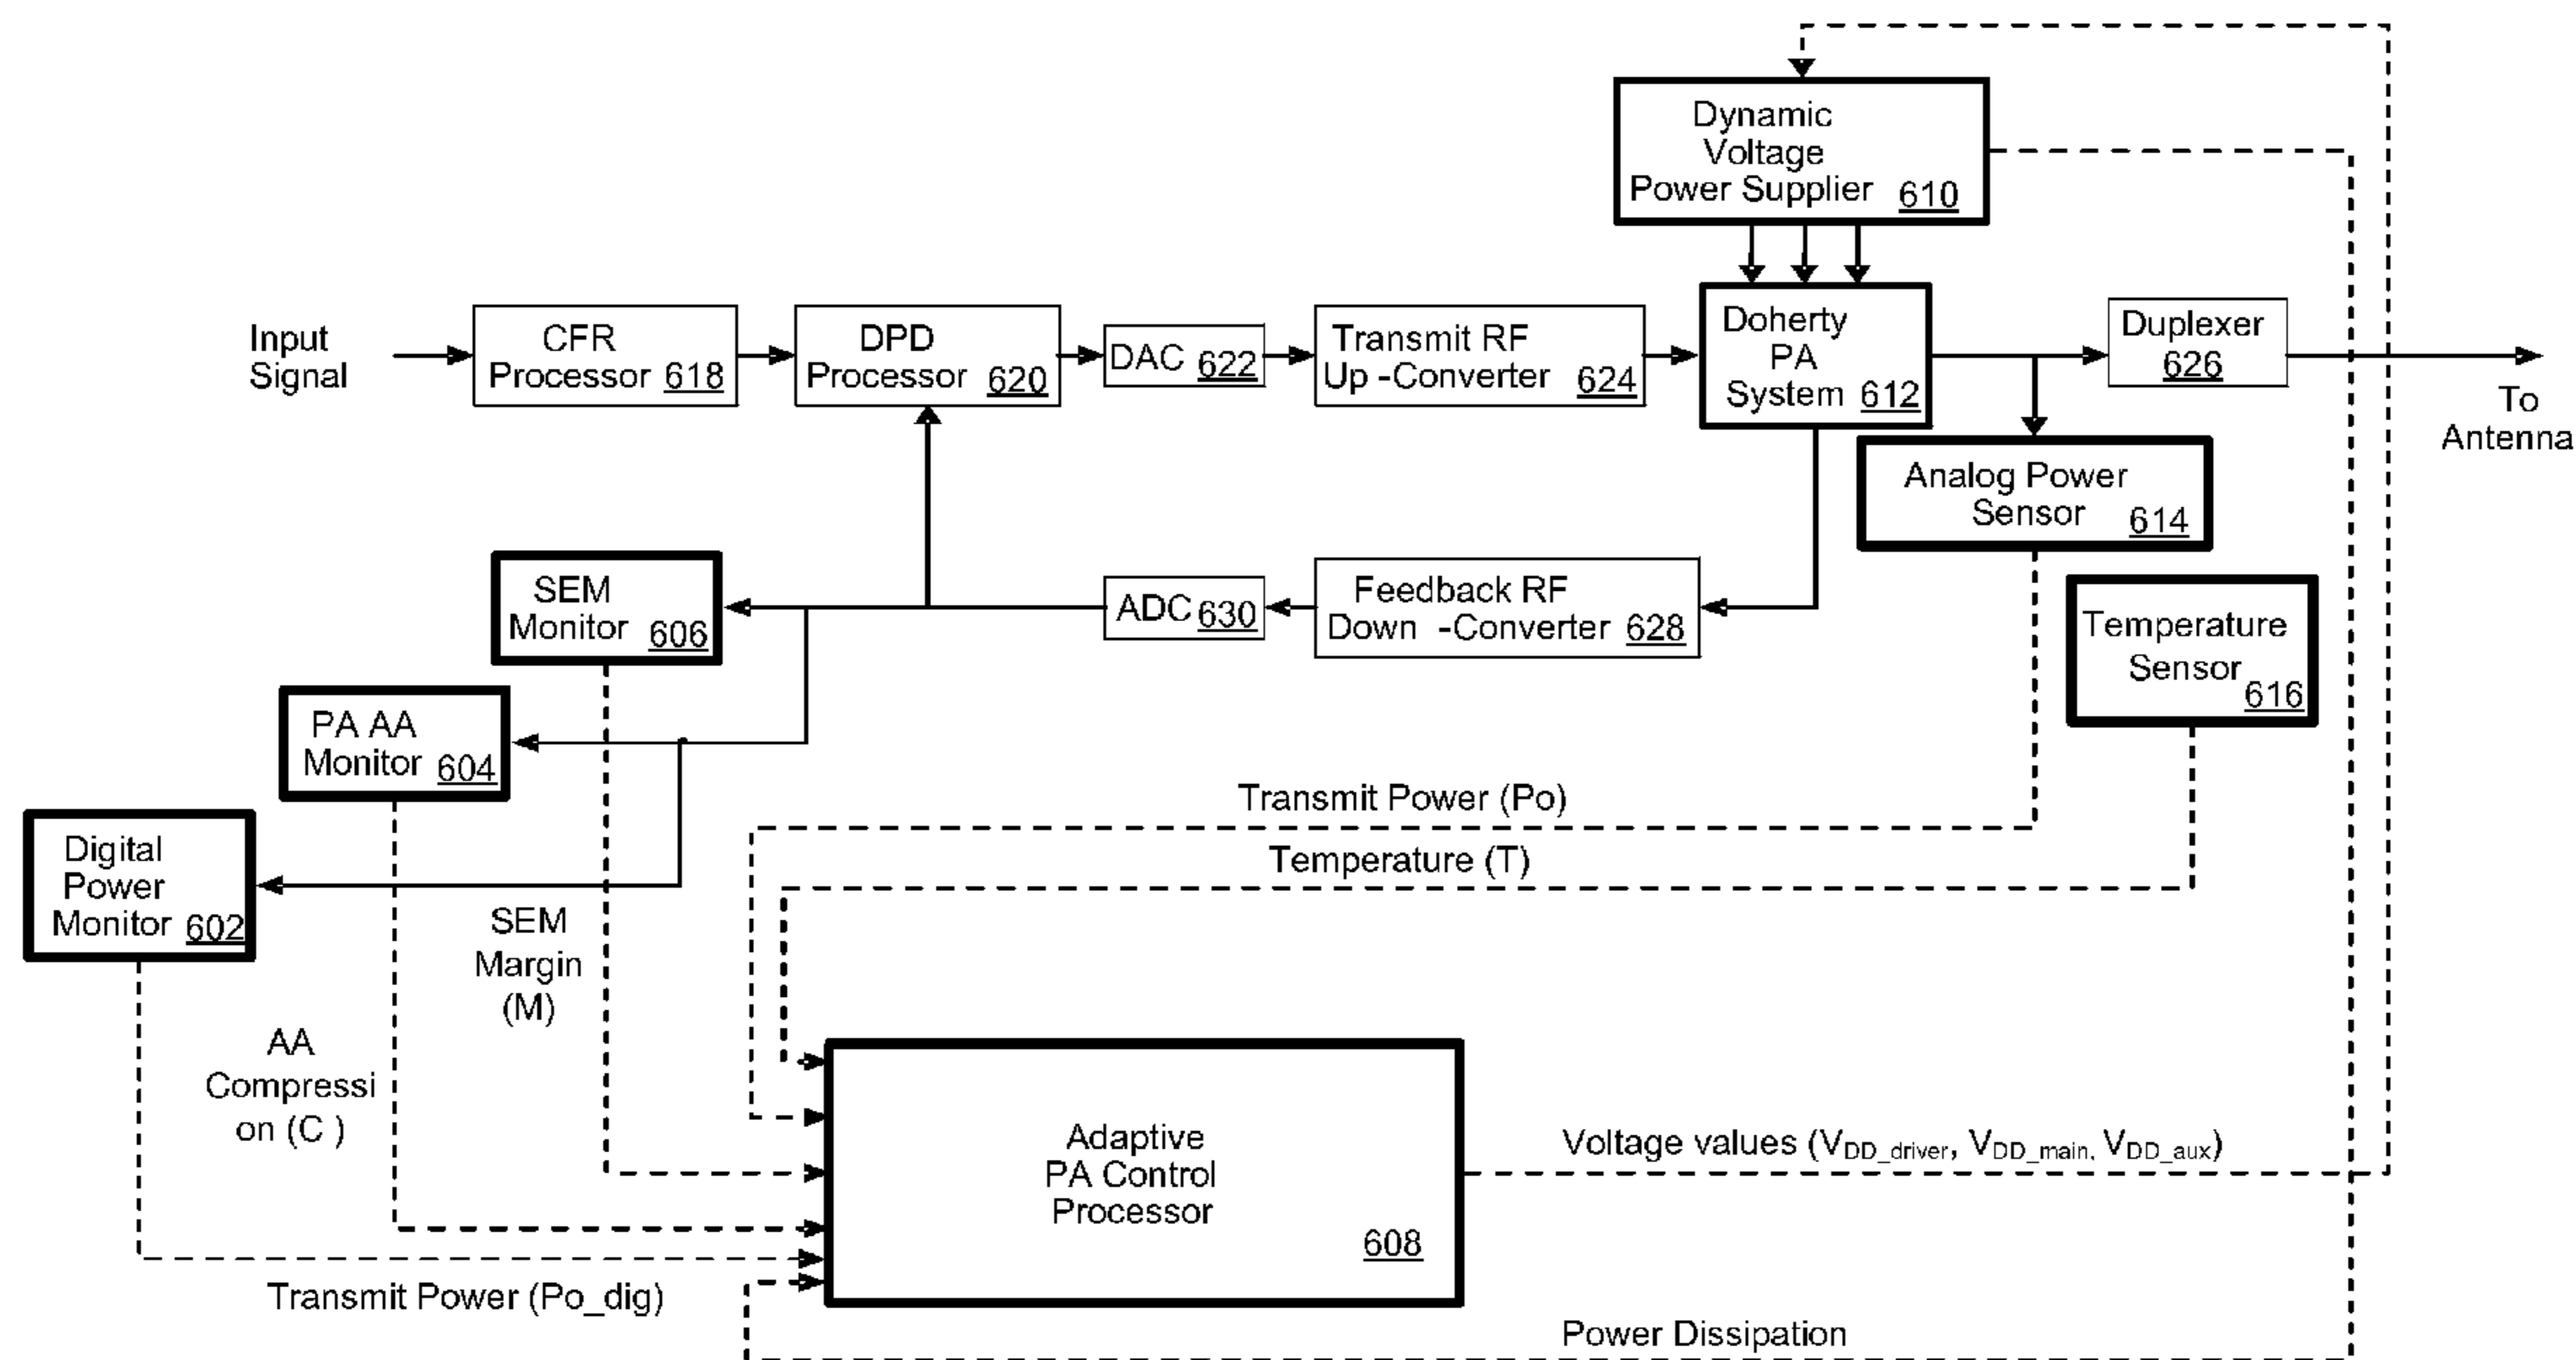 Dynamic
Voltage
Power Supplier 610
Input
Signal
CFR
Processor 618
DPD
Processor 620
DAC 622
Transmit RF
Up -Converter 624
Doherty
PA
System 612
Duplexer
626
To
Antenna
Analog Power
Sensor 614
SEM
Monitor 606
ADC 630
Feedback RF
Down -Converter 628
Temperature
Sensor 616
PA AA
Monitor 604
Transmit Power (Po)
Digital
Power
Monitor 602
Temperature (T)
SEM
Margin
(M)
AA
Compressi
on (C )
Adaptive
PA Control
Processor
608
Voltage values (VDD_driver, VDD_main, VDD_aux)
Transmit Power (Po_dig)
Power Dissipation